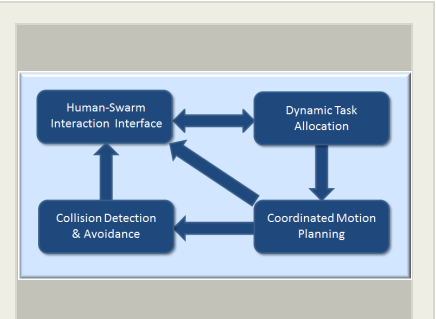 Human-Swarm
Interaction Interface
Dynamic Task
Allocation
Collision Detection
& Avoidance
Coordinated Motion
Planning